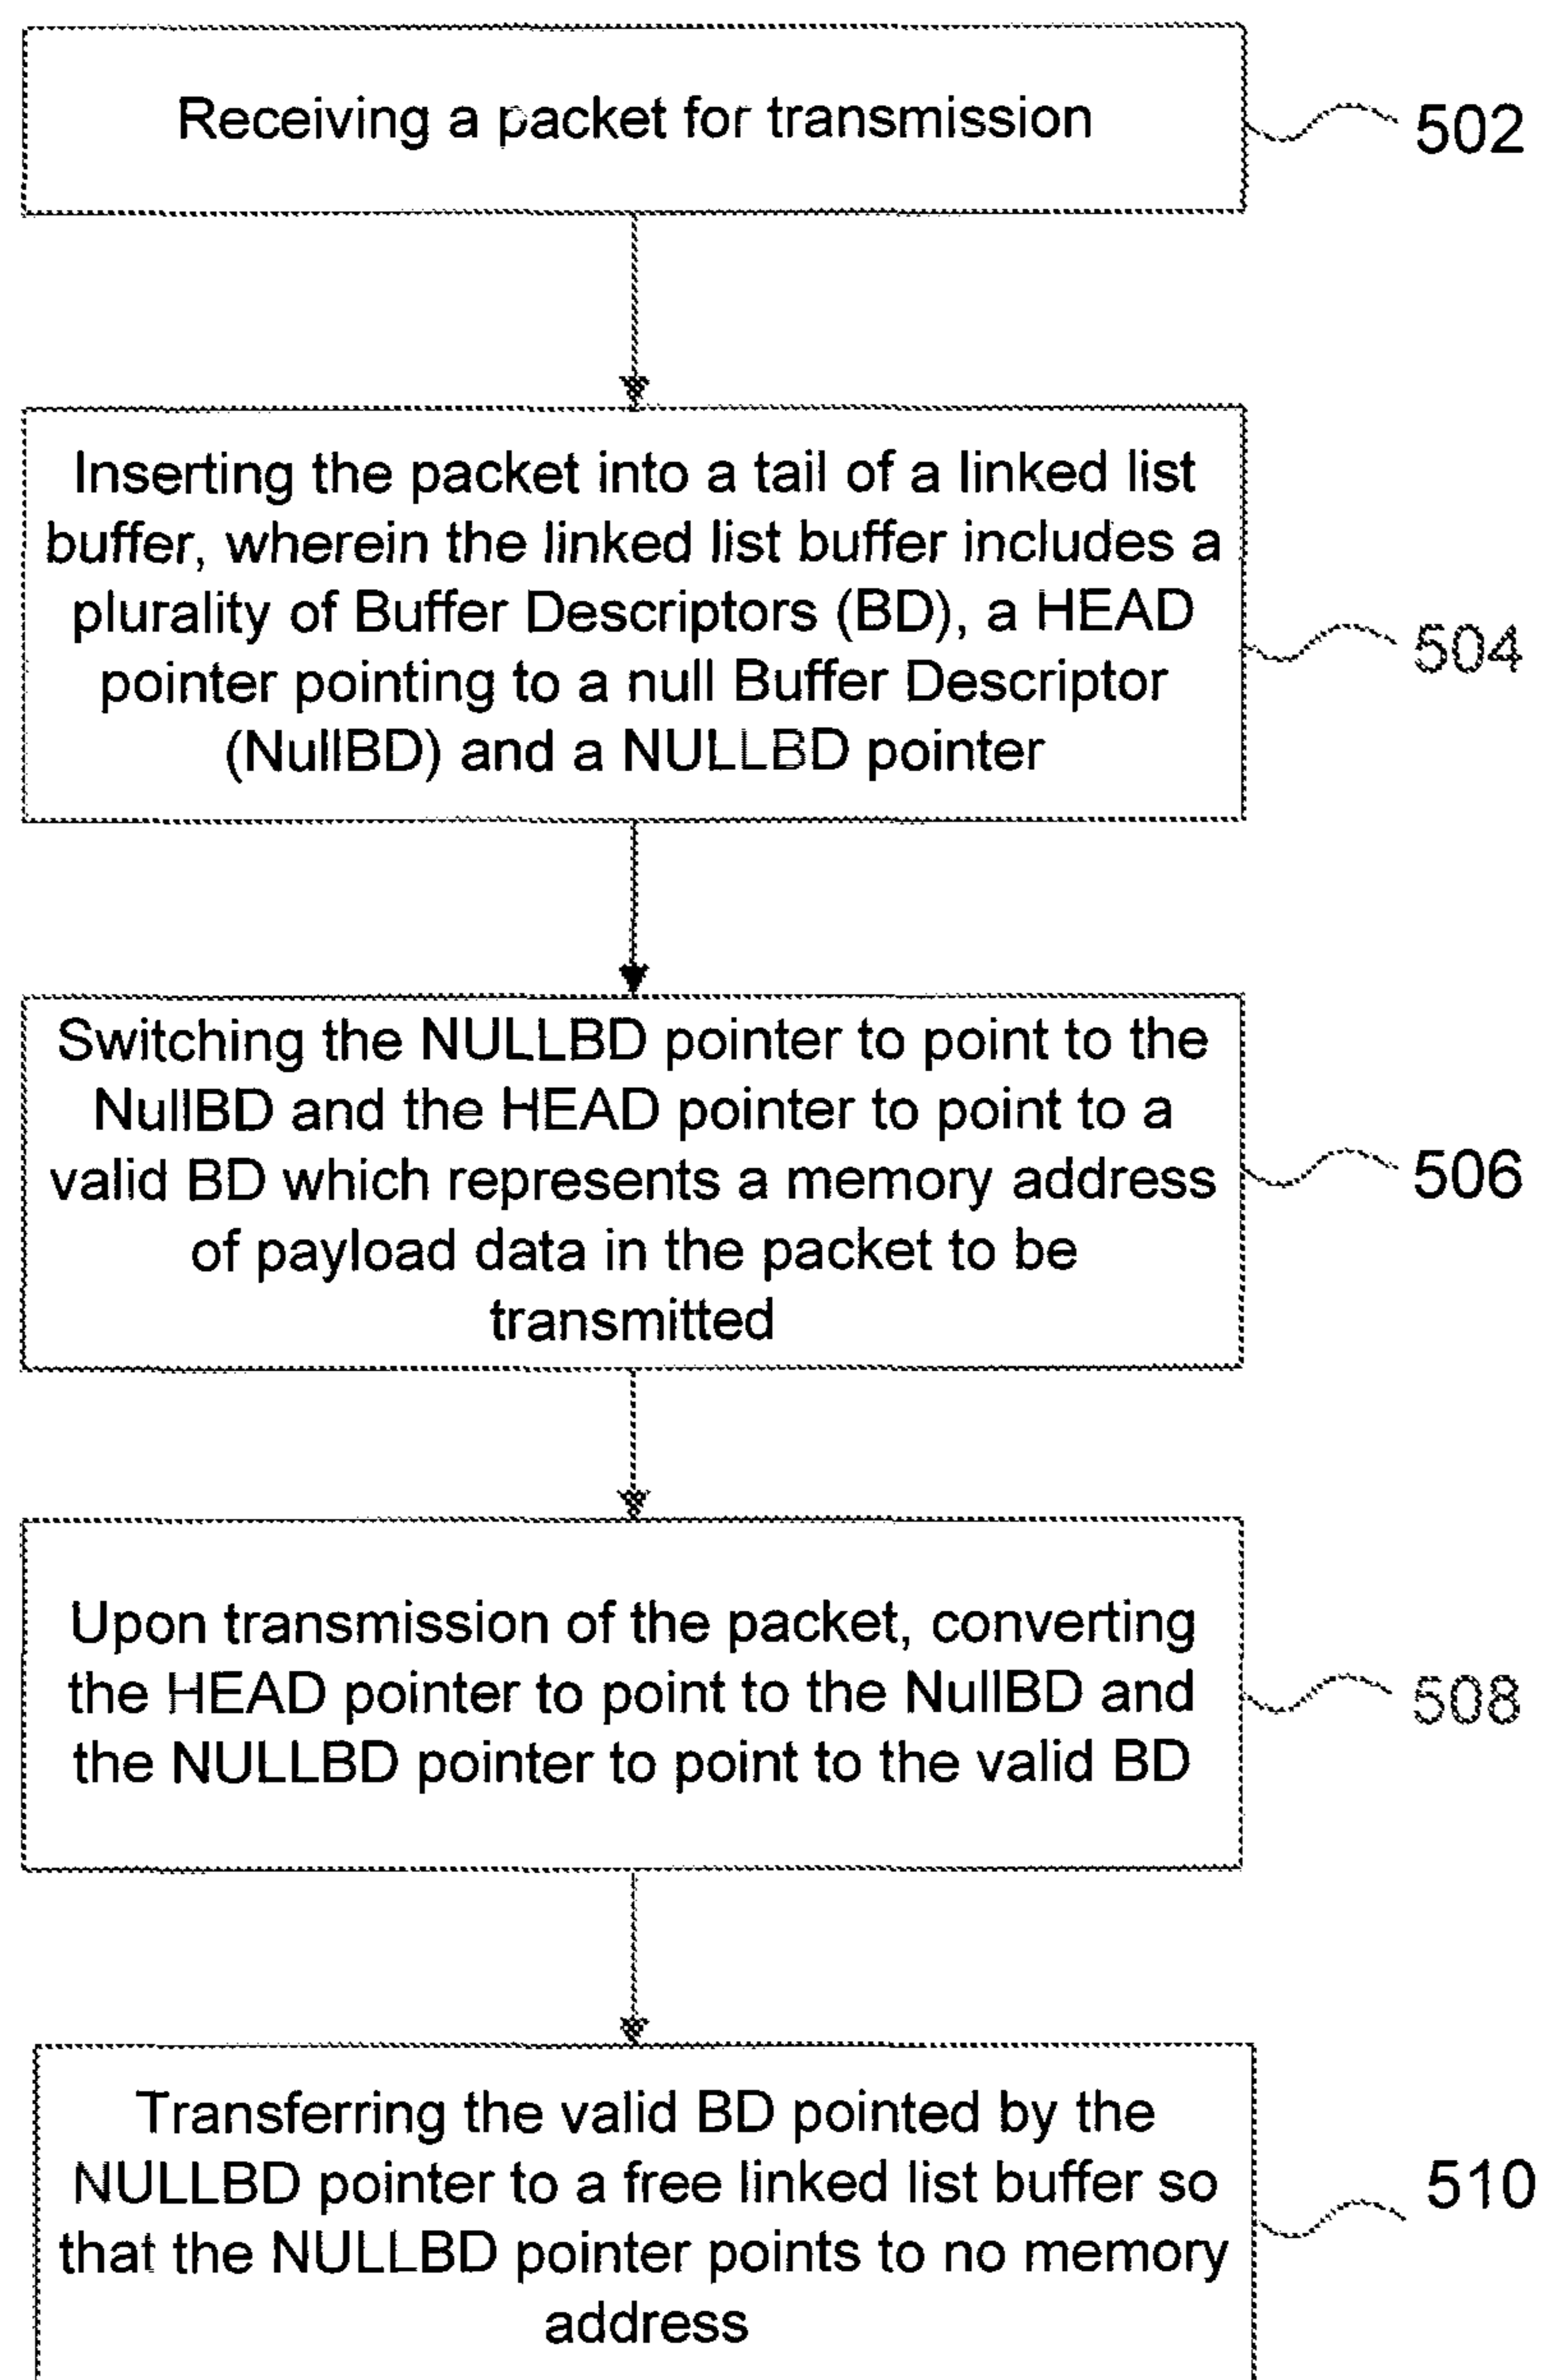 Receiving a packet for transmission
502
Inserting the packet into a tail of a linked list
buffer, wherein the linked list buffer includes a
plurality of Buffer Descriptors (BD), a HEAD
pointer pointing to a null Buffer Descriptor
(NullBD) and a NULLBD pointer
504
Switching the NULLBD pointer to point to the
NullBD and the HEAD pointer to point to a
valid BD which represents a memory address
of payload data in the packet to be
transmitted
506
Upon transmission of the packet, converting
the HEAD pointer to point to the NullBD and
the NULLBD pointer to point to the valid BD
508
Transferring the valid BD pointed by the
NULLBD pointer to a free linked list buffer so
that the NULLBD pointer points to no memory
address
510